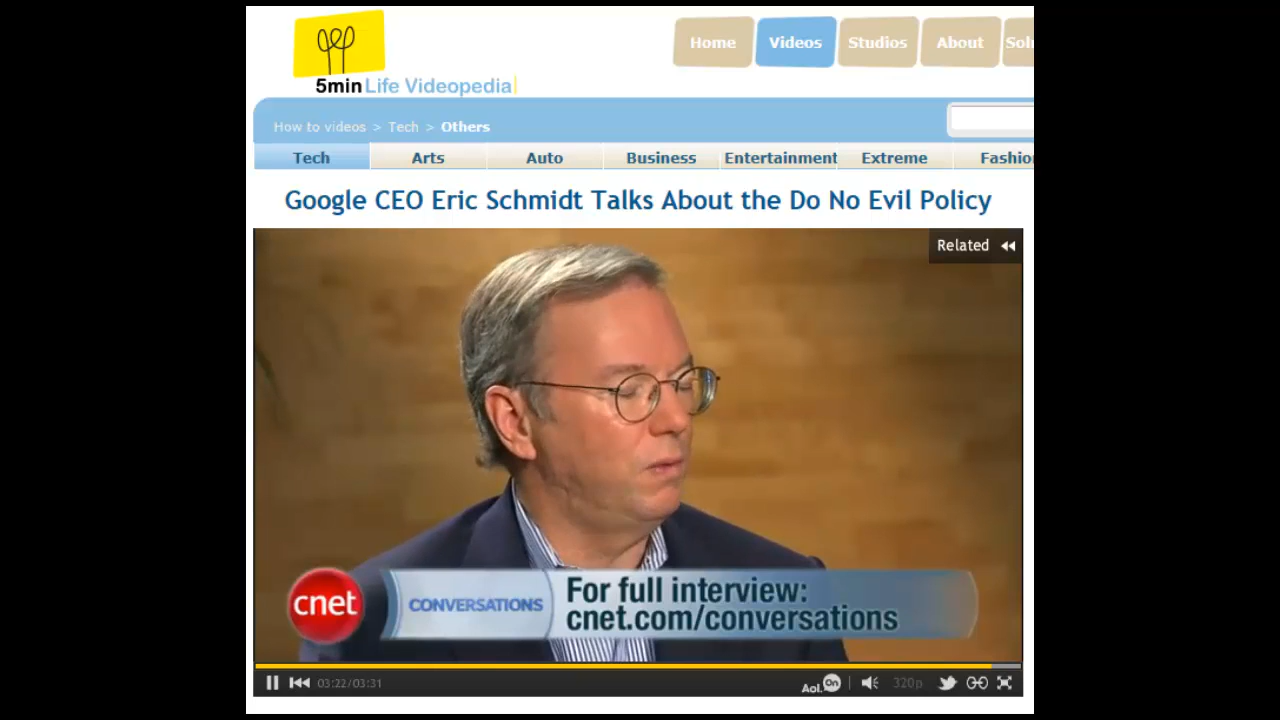 5min Life Videopedia
Home
Videos
Studios
About
Sol
How to videos > Tech > Others
Tech
Arts
Auto
Business
Entertainment
Extreme
Fashio
Google CEO Eric Schmidt Talks About the Do No Evil Policy
Related
cnet
CONVERSATIONS
For full interview:
cnet.com/conversations
03:22/03:31
Aol.
On
320p